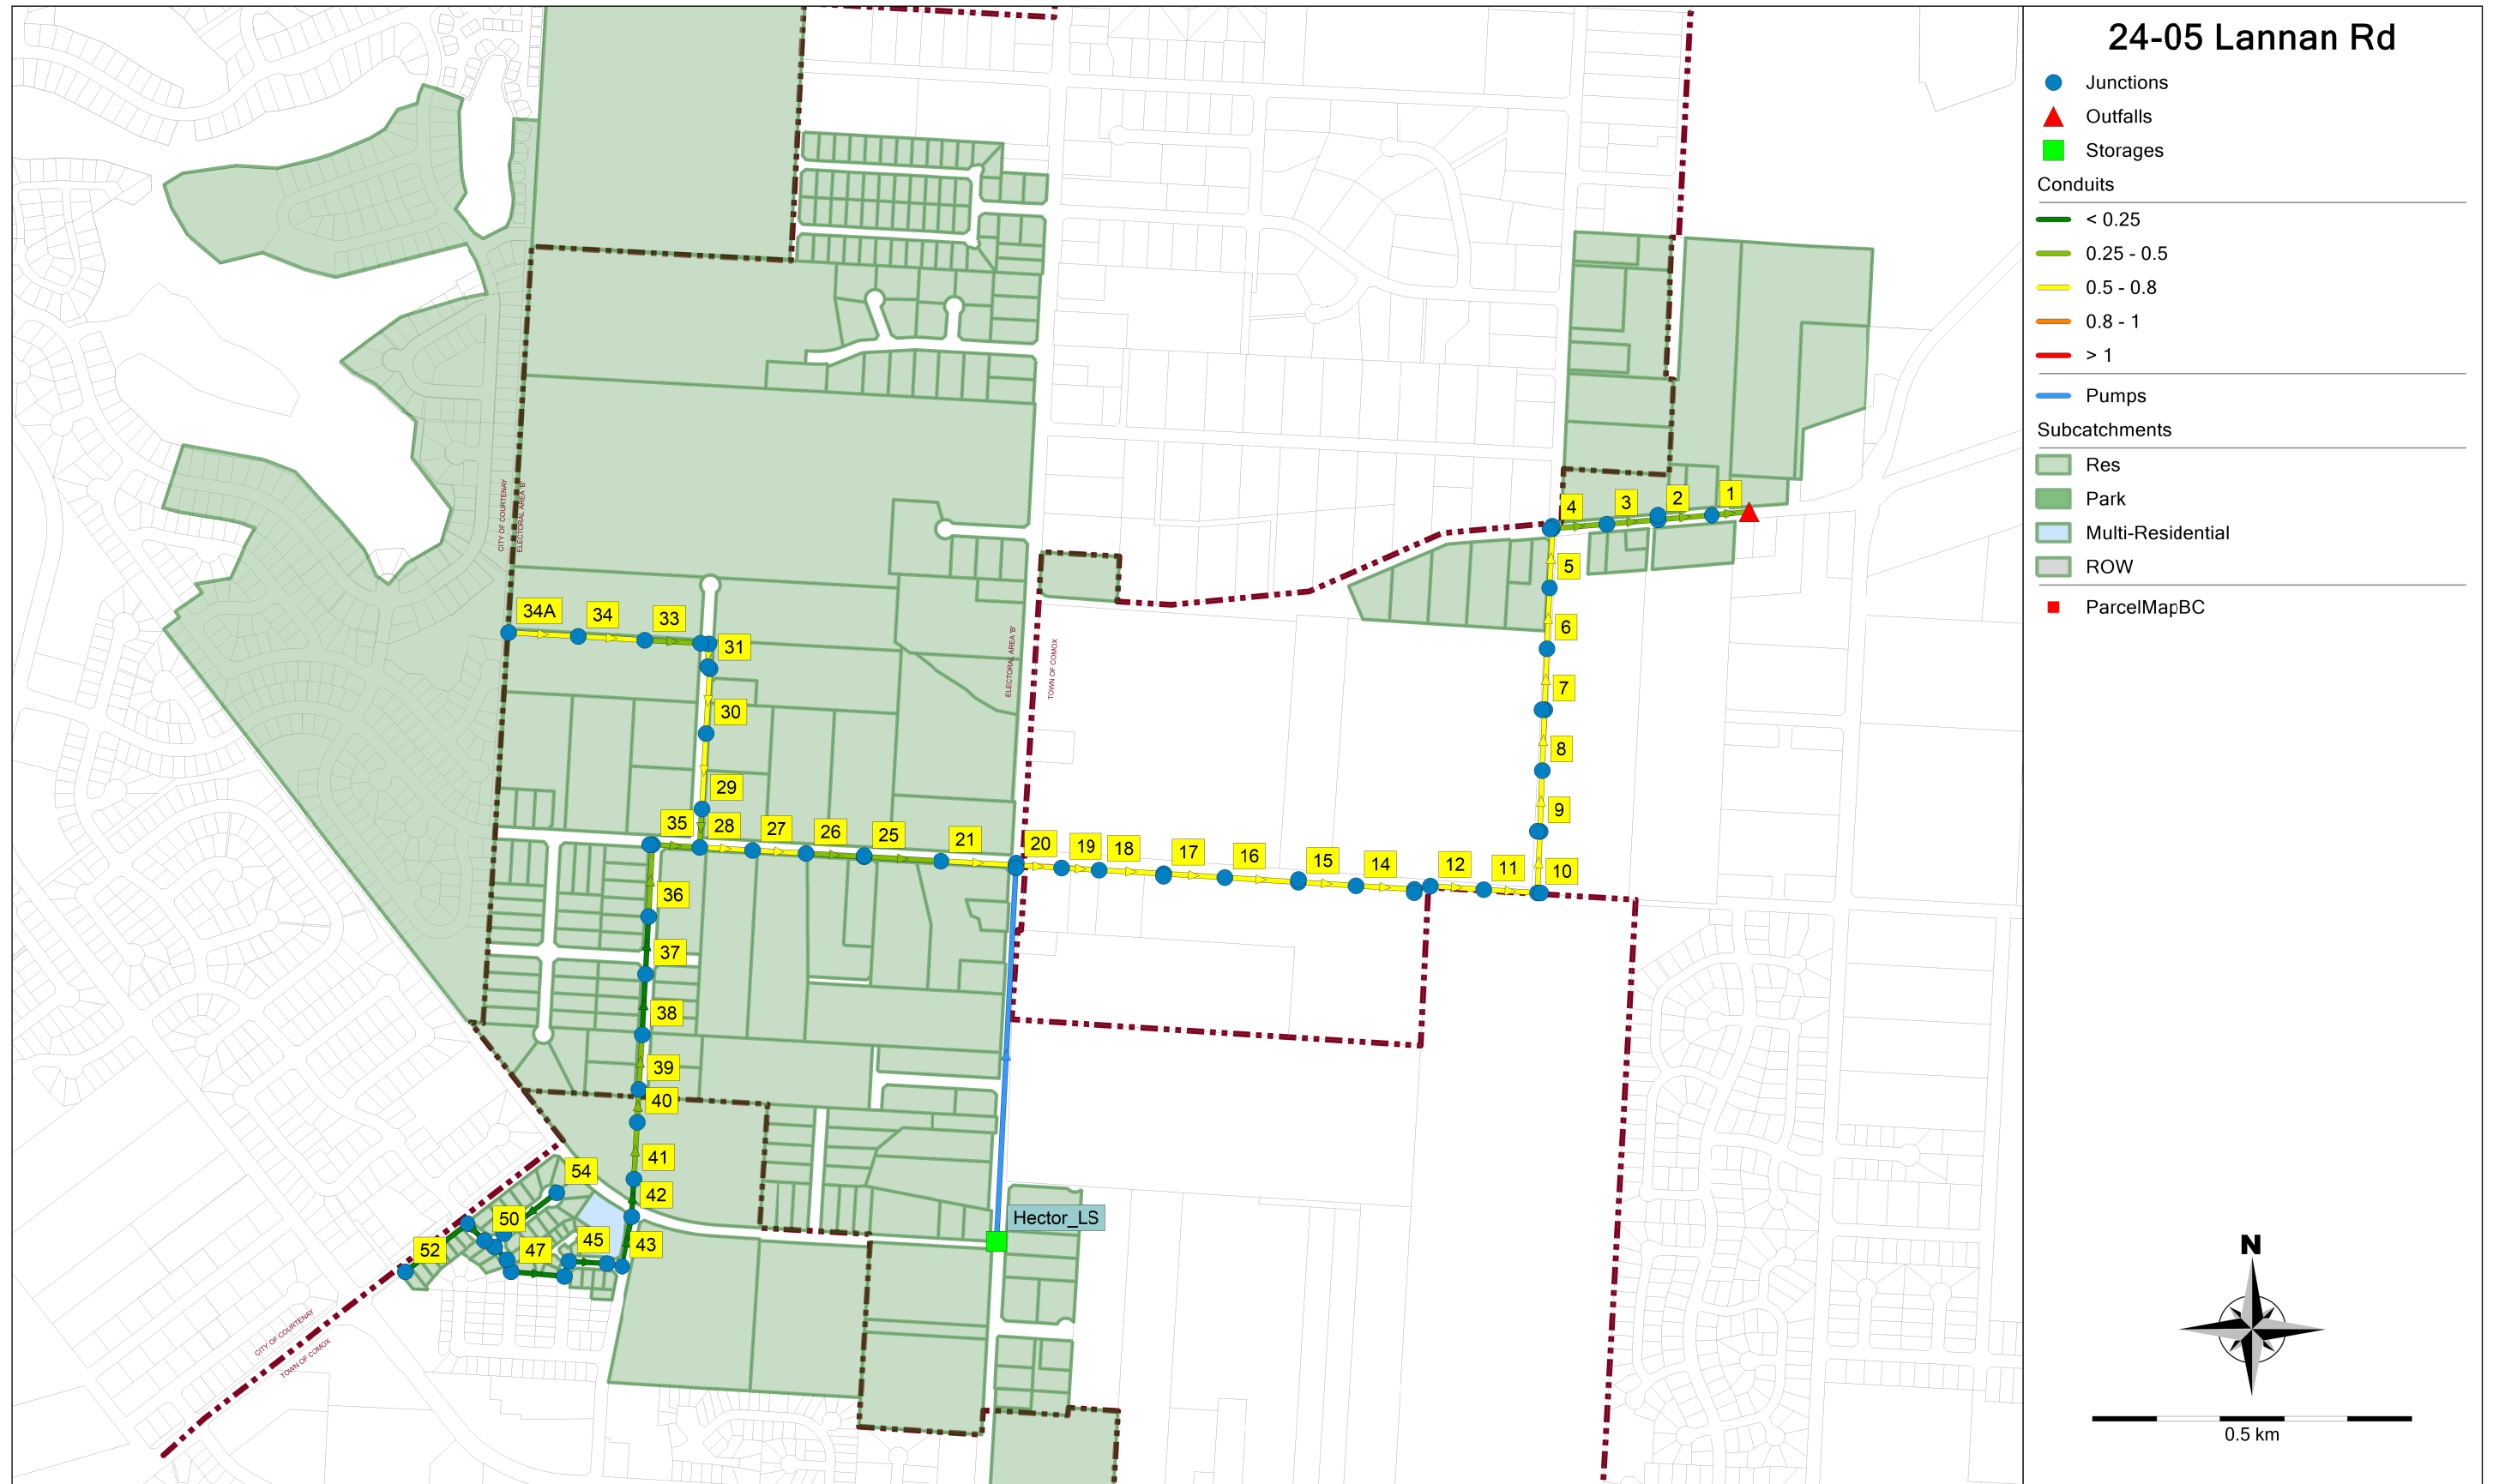 24-05 Lannan Rd
Junctions
Outfalls
Storages
Conduits
< 0.25
0.25 - 0.5
0.5 - 0.8
0.8 - 1
> 1
Pumps
Subcatchments
Res
Park
Multi-Residential
ROW
ParcelMapBC
N
0.5 km
CITY OF COURTENAY
ELECTORAL AREA 'B'
4
3
2
1
5
34A
34
33
31
6
ELECTORAL AREA 'B'
TOWN OF COMOX
7
30
8
29
9
35
28
27
26
25
21
20
19
18
17
16
15
14
12
11
10
36
37
38
39
40
41
54
42
50
Hector_LS
52
47
45
43
CITY OF COURTENAY
TOWN OF COMOX